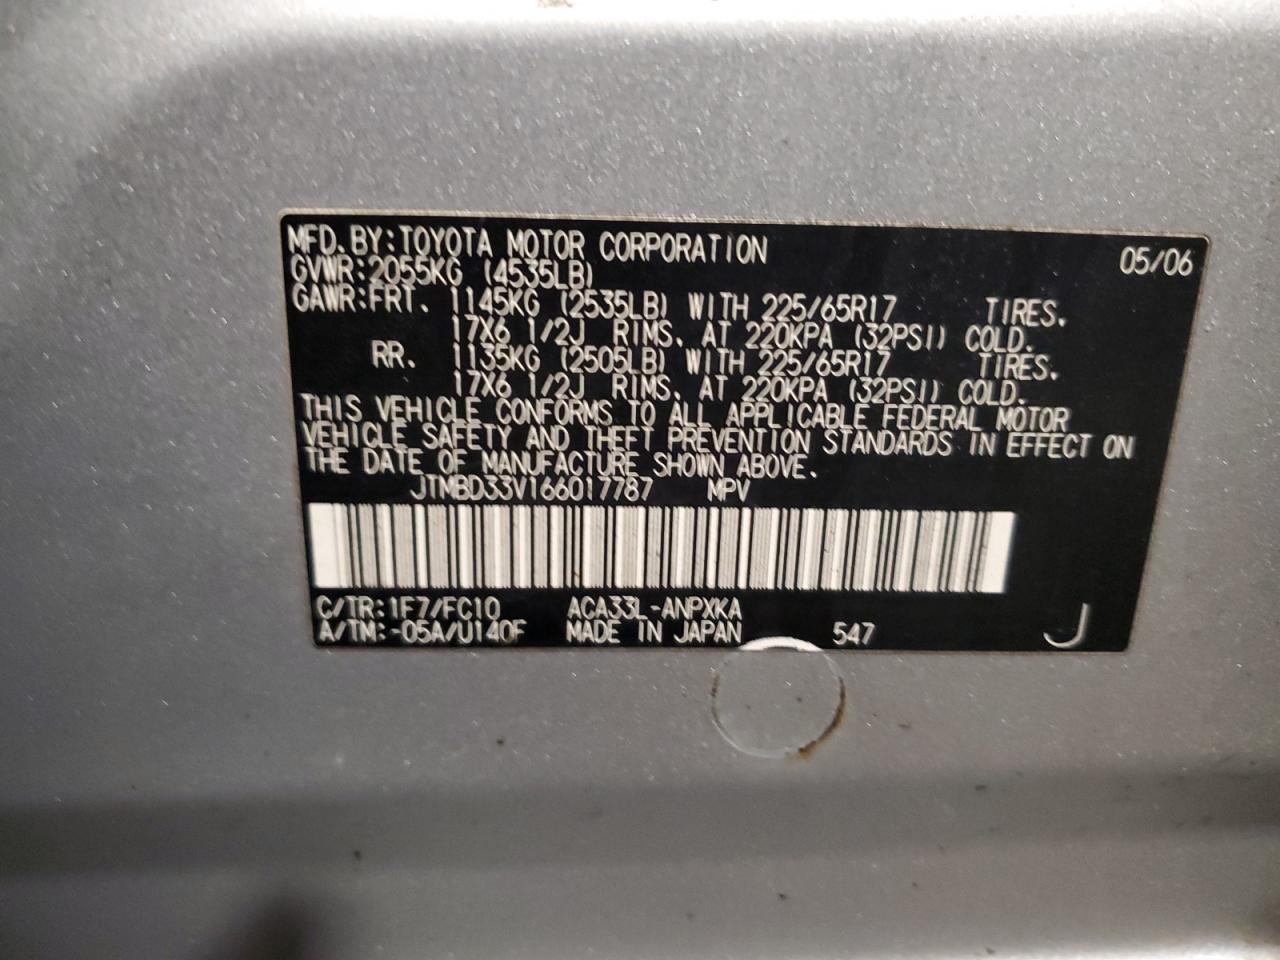 MFD. BY: TOYOTA MOTOR CORPORATION 05/06
GVWR: 2055KG (4535LB)
GAWR: FRT. 1145KG (2535LB) WITH 225/65R17 TIRES.
17X6 1/2J RIMS. AT 220KPA (32PSI) COLD.
RR. 1135KG (2505LB) WITH 225/65R17 TIRES.
17X6 1/2J RIMS. AT 220KPA (32PSI) COLD.
THIS VEHICLE CONFORMS TO ALL APPLICABLE FEDERAL MOTOR
VEHICLE SAFETY AND THEFT PREVENTION STANDARDS IN EFFECT ON
THE DATE OF MANUFACTURE SHOWN ABOVE.
JTMBD33V166017787 MPV
C/TR: 1F7/FC10 ACA33L-ANPXKA
A/TM: -05A/U140F MADE IN JAPAN 547 J